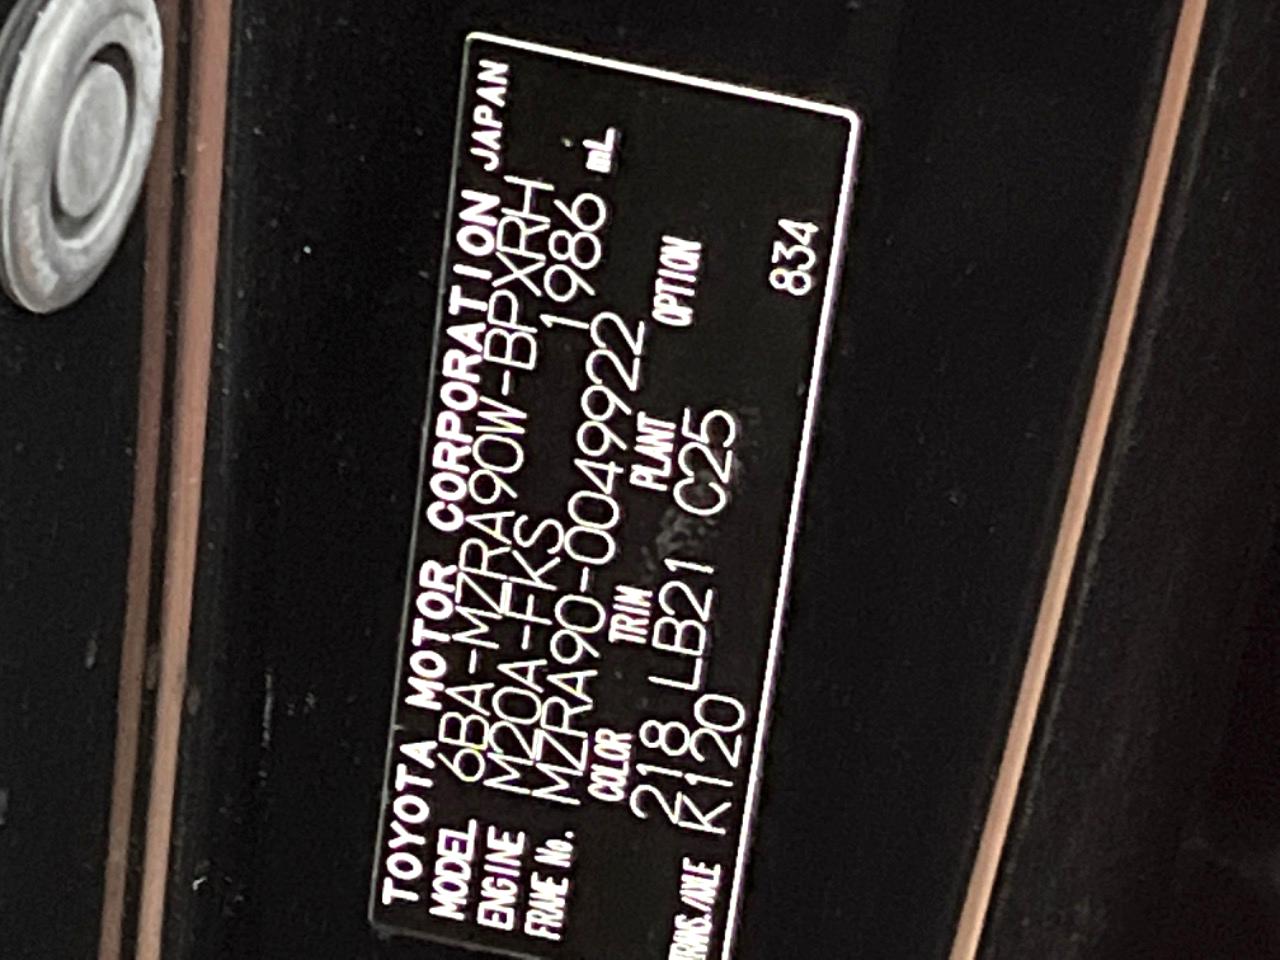 TOYOTA MOTOR CORPORATION JAPAN
MODEL 6BA-MZRA90W-BPXRH
ENGINE M20A-FKS 1986 mL
FRAME No. MZRA90-0049922
COLOR TRIM PLANT OPTION
218 LB21 C25
TRANS./AXLE K120 834